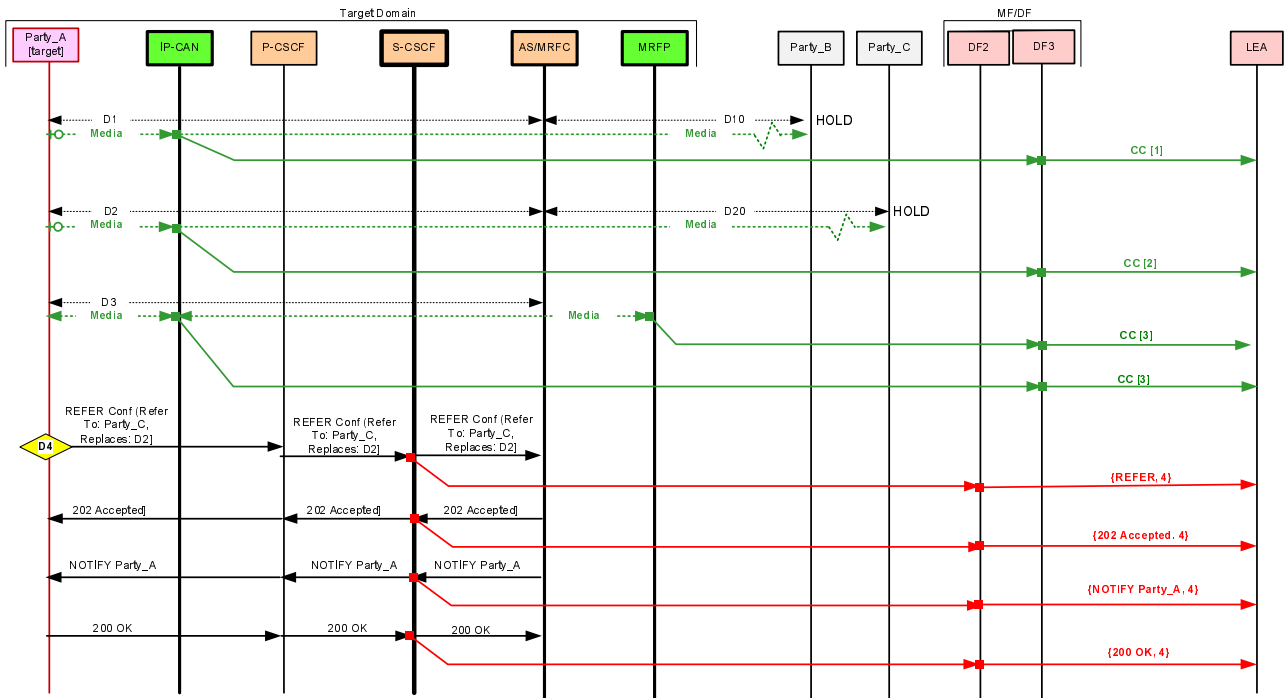 Target Domain
MF/DF
Party_A
[target]
IP-CAN
P-CSCF
S-CSCF
AS/MRFC
MRFP
Party_B
Party_C
DF2
DF3
LEA
D1
D10
HOLD
Media
Media
CC [1]
D2
D20
HOLD
Media
Media
CC [2]
D3
Media
Media
CC [3]
CC [3]
REFER Conf (Refer
To: Party_C,
Replaces: D2]
REFER Conf (Refer
To: Party_C,
Replaces: D2]
REFER Conf (Refer
To: Party_C,
Replaces: D2]
D4
{REFER, 4}
202 Accepted]
202 Accepted]
202 Accepted]
{202 Accepted. 4}
NOTIFY Party_A
NOTIFY Party_A
NOTIFY Party_A
{NOTIFY Party_A, 4}
200 OK
200 OK
200 OK
{200 OK, 4}